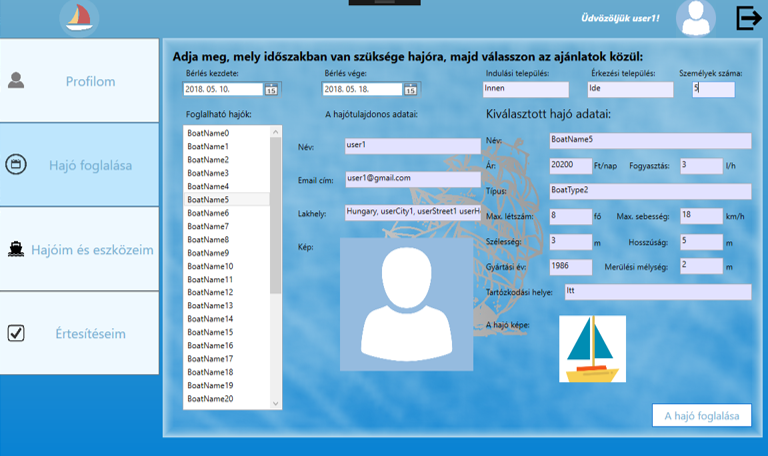 Üdvözöljük user1!
Profilom
Hajó foglalása
Hajóim és eszközeim
Értesítéseim
Adja meg, mely időszakban van szüksége hajóra, majd válasszon az ajánlatok közül:
Bérlés kezdete: Bérlés vége: Indulási település: Érkezési település: Személyek száma:
2018. 05. 10. 15 2018. 05. 18. 15 Innen Ide 5
Foglalható hajók: A hajótulajdonos adatai: Kiválasztott hajó adatai:
BoatName0
BoatName1
BoatName2
BoatName3
BoatName4
BoatName5
BoatName6
BoatName7
BoatName8
BoatName9
BoatName10
BoatName11
BoatName12
BoatName13
BoatName14
BoatName15
BoatName16
BoatName17
BoatName18
BoatName19
BoatName20
Név: user1
Email cím: user1@gmail.com
Lakhely: Hungary, userCity1, userStreet1 userH
Kép:
Név: BoatName5
Ár: 20200 Ft/nap Fogyasztás: 3 l/h
Típus: BoatType2
Max. létszám: 8 fő Max. sebesség: 18 km/h
Szélesség: 3 m Hosszúság: 5 m
Gyártási év: 1986 Merülési mélység: 2 m
Tartózkodási helye: Itt
A hajó képe:
A hajó foglalása